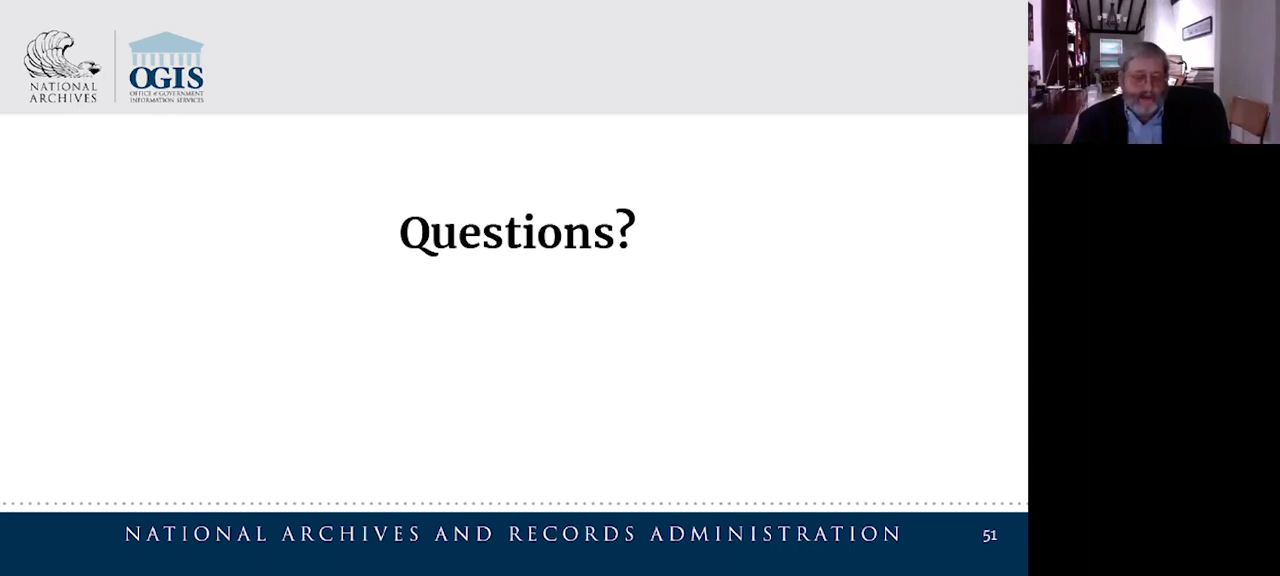 NATIONAL
ARCHIVES
OGIS
OFFICE of GOVERNMENT
INFORMATION SERVICES
Questions?
NATIONAL ARCHIVES AND RECORDS ADMINISTRATION
51